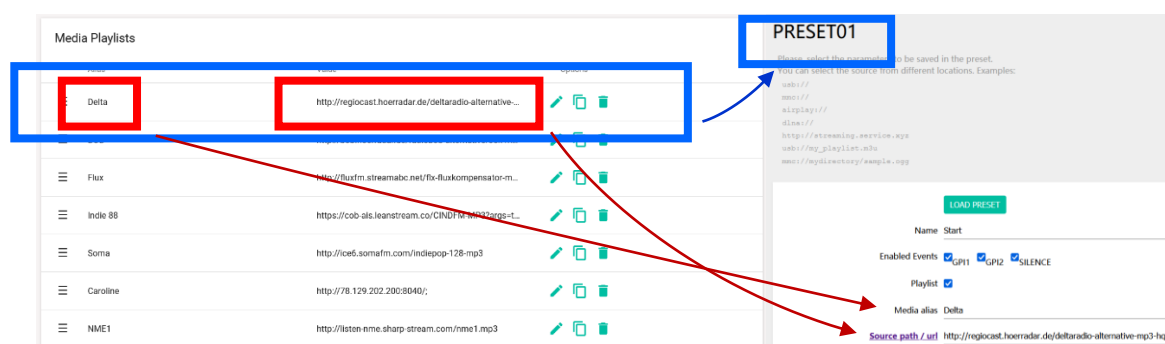 Media Playlists
Delta
http://regiocast.hoerradar.de/deltaradio-alternative-...
Flux
http://fluxfm.streamabc.net/flx-fluxkompensator-m...
Indie 88
https://cob-ais.leanstream.co/CINDFM-MP3?args=t...
Soma
http://ice6.somafm.com/indiepop-128-mp3
Caroline
http://78.129.202.200:8040/;
NME1
http://listen-nme.sharp-stream.com/nme1.mp3
PRESET01
Please, select the parameter to be saved in the preset.
You can select the source from different locations. Examples:
usb://
mmc://
airplay://
dlna://
http://streaming.service.xyz
usb://my_playlist.m3u
mmc://mydirectory/sample.ogg
LOAD PRESET
Name Start
Enabled Events GPI1 GPI2 SILENCE
Playlist
Media alias Delta
Source path / url http://regiocast.hoerradar.de/deltaradio-alternative-mp3-hq